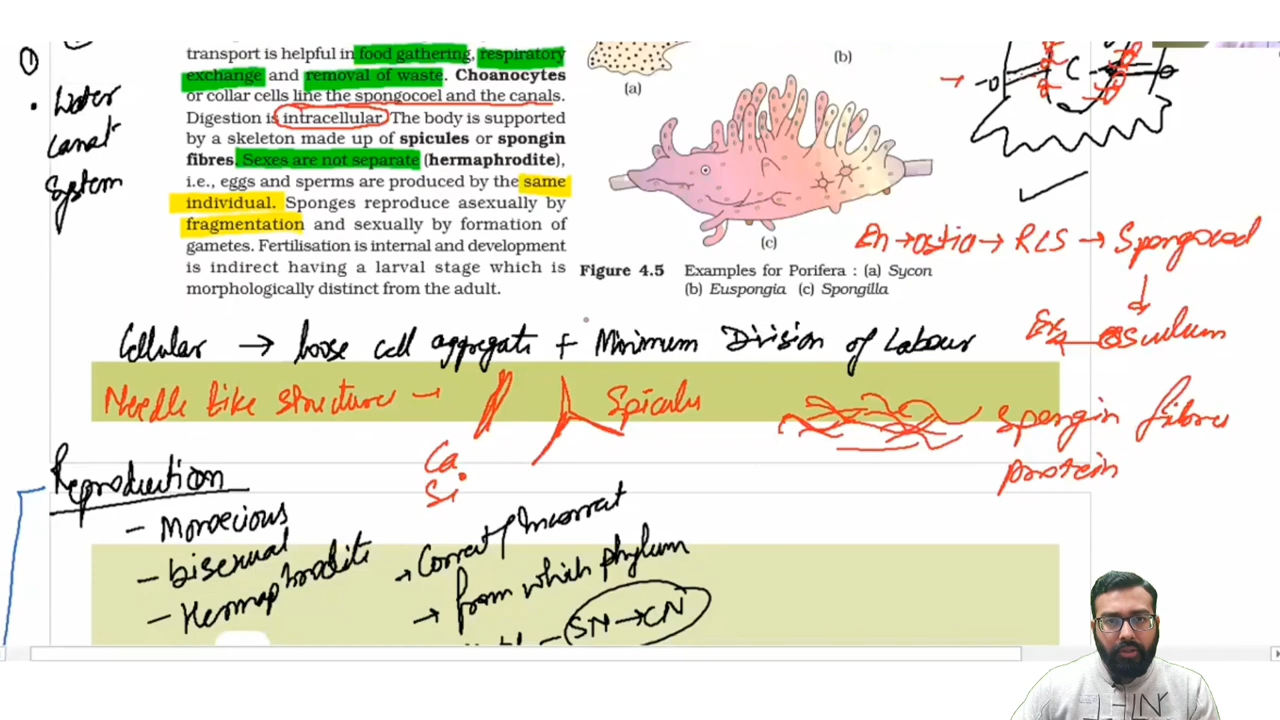 ①
transport is helpful in food gathering, respiratory
exchange and removal of waste. Choanocytes
or collar cells line the spongocoel and the canals.
Digestion is intracellular. The body is supported
by a skeleton made up of spicules or spongin
fibres. Sexes are not separate (hermaphrodite),
i.e., eggs and sperms are produced by the same
individual. Sponges reproduce asexually by
fragmentation and sexually by formation of
gametes. Fertilisation is internal and development
is indirect having a larval stage which is
morphologically distinct from the adult.
• Water
canal
System
(a)
(b)
(c)
Figure 4.5 Examples for Porifera : (a) Sycon
(b) Euspongia (c) Spongilla
→ ostia → → Spongocoel
↓
Osculum
Cellular → loose cell aggregate + Minimum Division of Labour
Needle like structure → Spicules
Spongin fibres
protein
Ca
Si
Reproduction
- Monoecious
- bisexual
- Hermaphrodite
→ Correct/Incorrect
→ from which phylum
- SN → CN
THIN